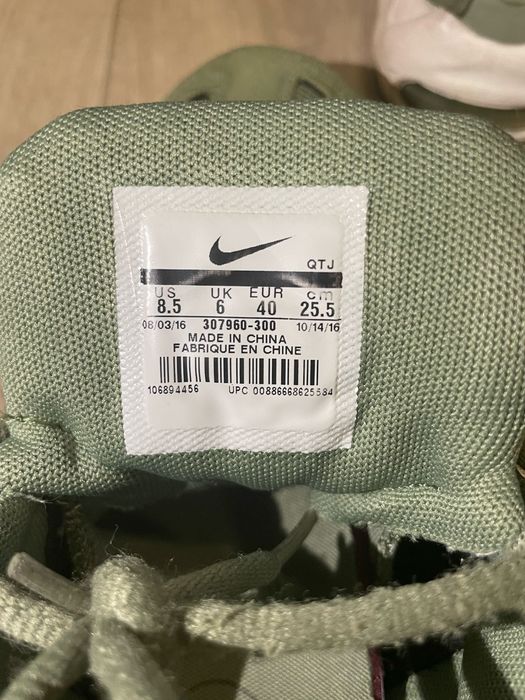 QTJ
US UK EUR cm
8.5 6 40 25.5
08/03/16 307960-300 10/14/16
MADE IN CHINA
FABRIQUE EN CHINE
106894456 UPC 00886668625584